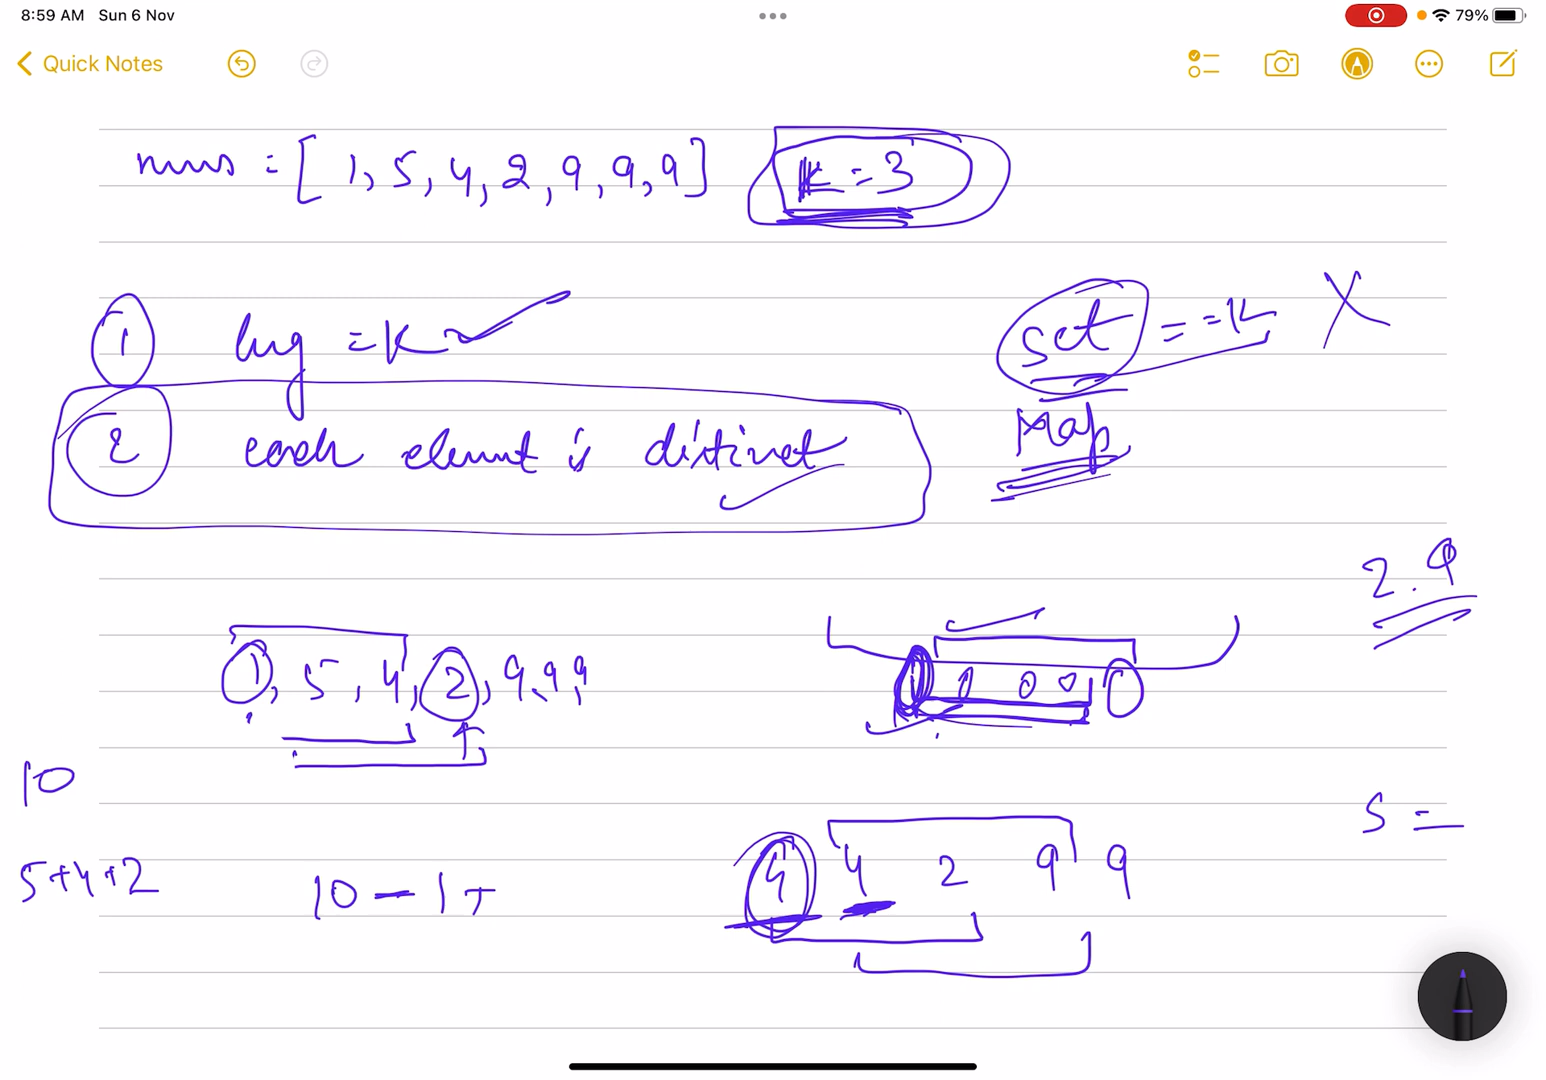 8:59 AM Sun 6 Nov
79%
Quick Notes
nums = [ 1, 5, 4, 2, 9, 9, 9] K = 3
1 = K
set = = K X
2 each element is distinct
Map
2. 9
1, 5, 4, 2, 9, 9, 9
10
S =
5+4+2
10 - 1 +
4 4 2 9 9